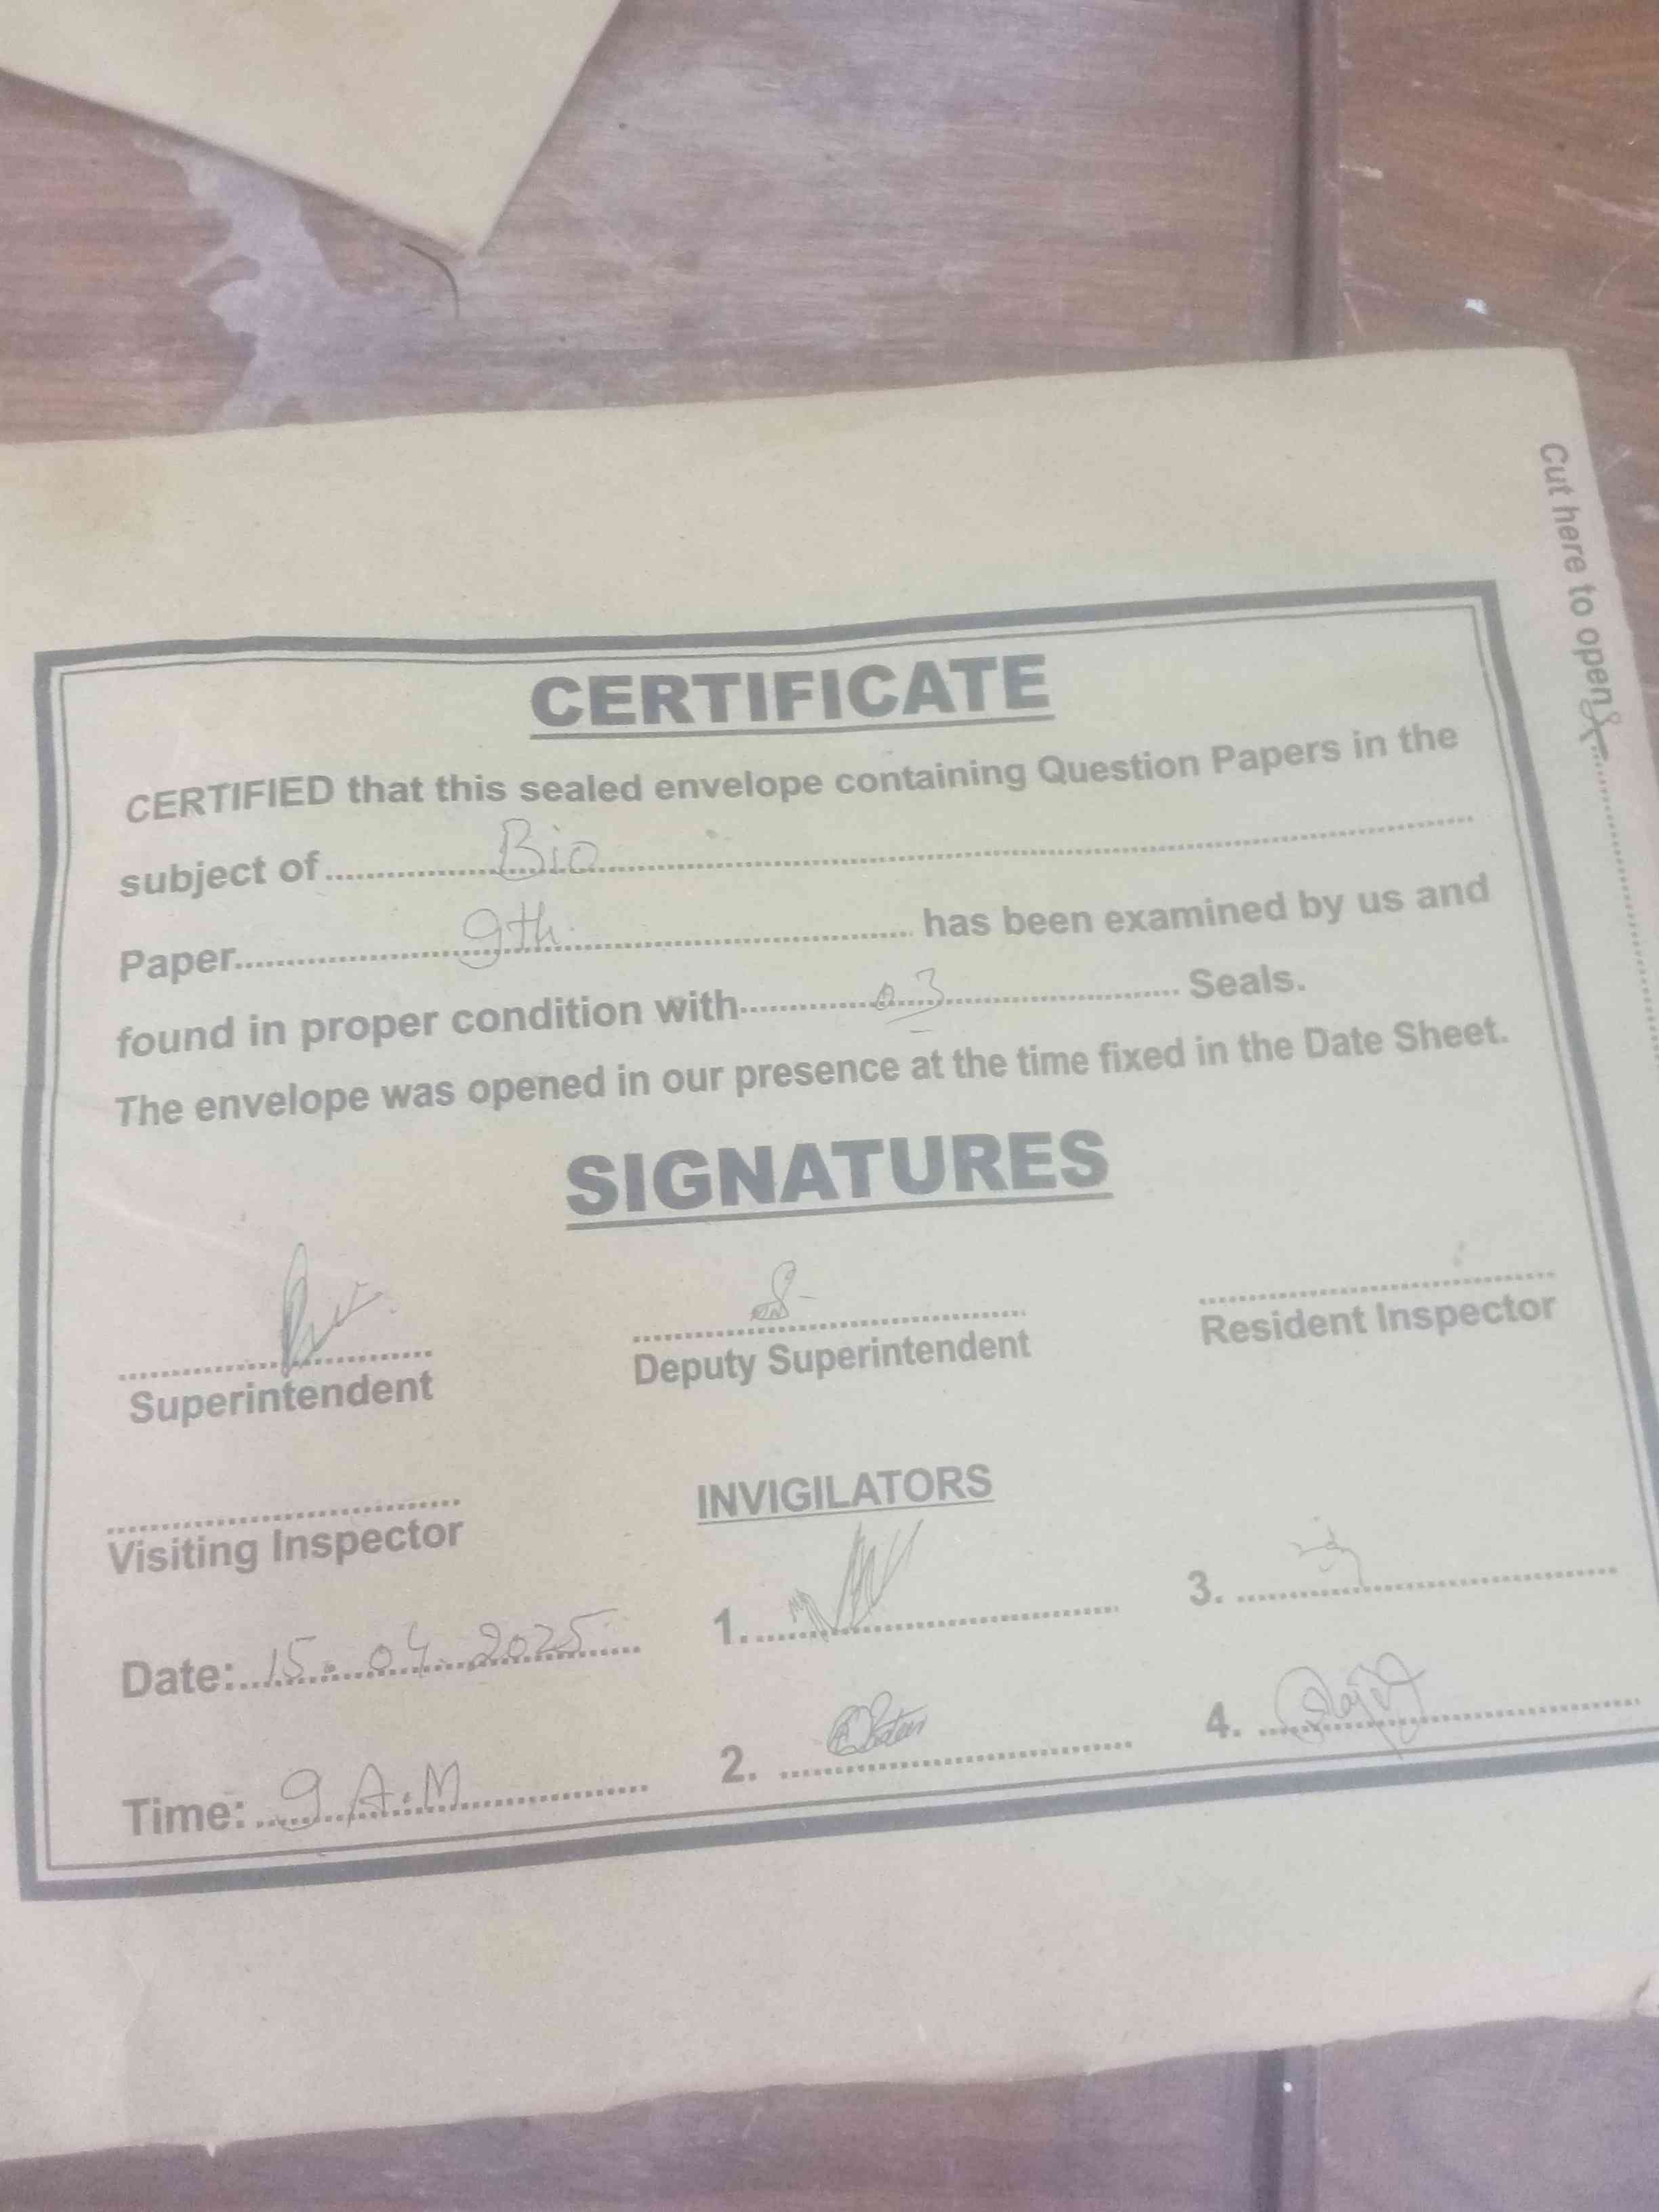 Cut here to open
CERTIFICATE
CERTIFIED that this sealed envelope containing Question Papers in the
subject of Bio
Paper 9th has been examined by us and
found in proper condition with 03 Seals.
The envelope was opened in our presence at the time fixed in the Date Sheet.
SIGNATURES
Superintendent
Deputy Superintendent
Resident Inspector
Visiting Inspector
INVIGILATORS
1.
3.
Date: 15.04.2025
2.
4.
Time: 9 A.M